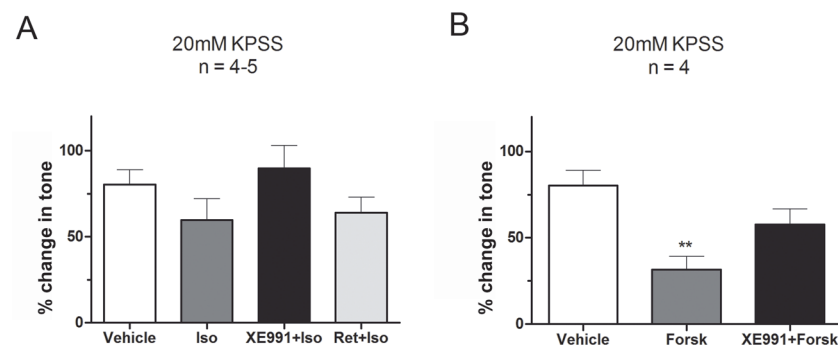 A
20mM KPSS
n = 4-5
% change in tone
100
50
0
Vehicle Iso XE991+Iso Ret+Iso
B
20mM KPSS
n = 4
% change in tone
100
50
0
**
Vehicle Forsk XE991+Forsk